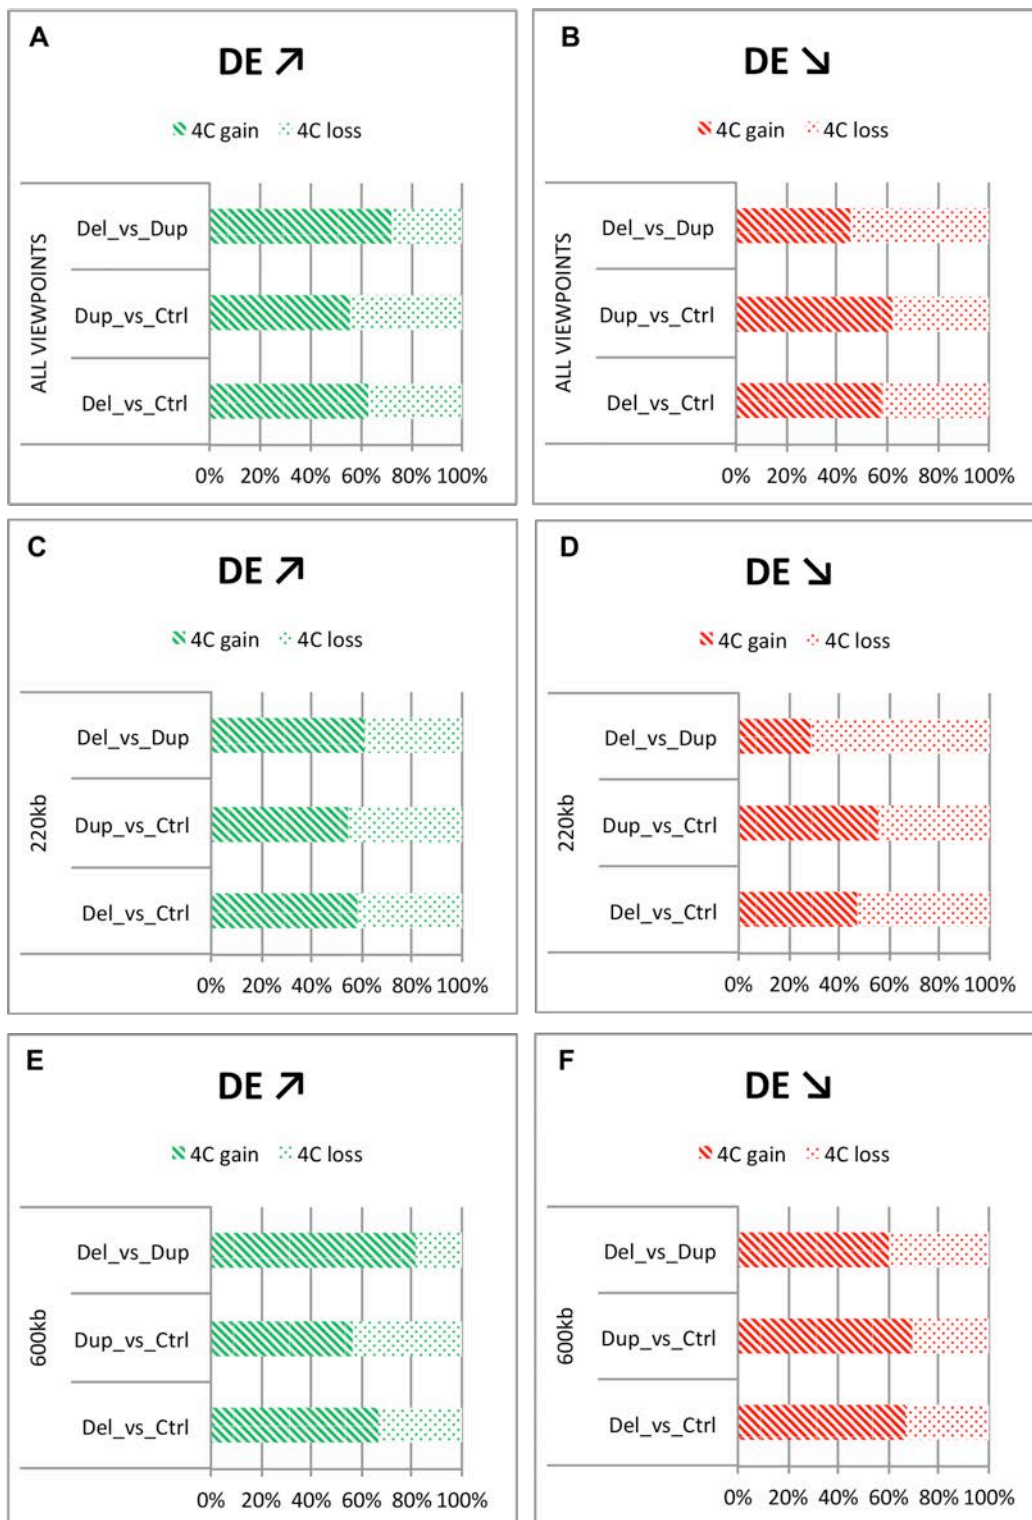 A
DE ↗
4C gain 4C loss
ALL VIEWPOINTS
Del_vs_Dup
Dup_vs_Ctrl
Del_vs_Ctrl
0% 20% 40% 60% 80% 100%
B
DE ↘
4C gain 4C loss
ALL VIEWPOINTS
Del_vs_Dup
Dup_vs_Ctrl
Del_vs_Ctrl
0% 20% 40% 60% 80% 100%
C
DE ↗
4C gain 4C loss
220kb
Del_vs_Dup
Dup_vs_Ctrl
Del_vs_Ctrl
0% 20% 40% 60% 80% 100%
D
DE ↘
4C gain 4C loss
220kb
Del_vs_Dup
Dup_vs_Ctrl
Del_vs_Ctrl
0% 20% 40% 60% 80% 100%
E
DE ↗
4C gain 4C loss
600kb
Del_vs_Dup
Dup_vs_Ctrl
Del_vs_Ctrl
0% 20% 40% 60% 80% 100%
F
DE ↘
4C gain 4C loss
600kb
Del_vs_Dup
Dup_vs_Ctrl
Del_vs_Ctrl
0% 20% 40% 60% 80% 100%